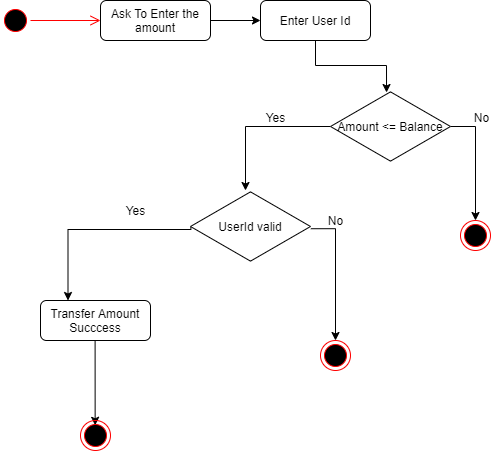 Ask To Enter the
amount
Enter User Id
Amount <= Balance
Yes
No
UserId valid
Yes
No
Transfer Amount
Succcess